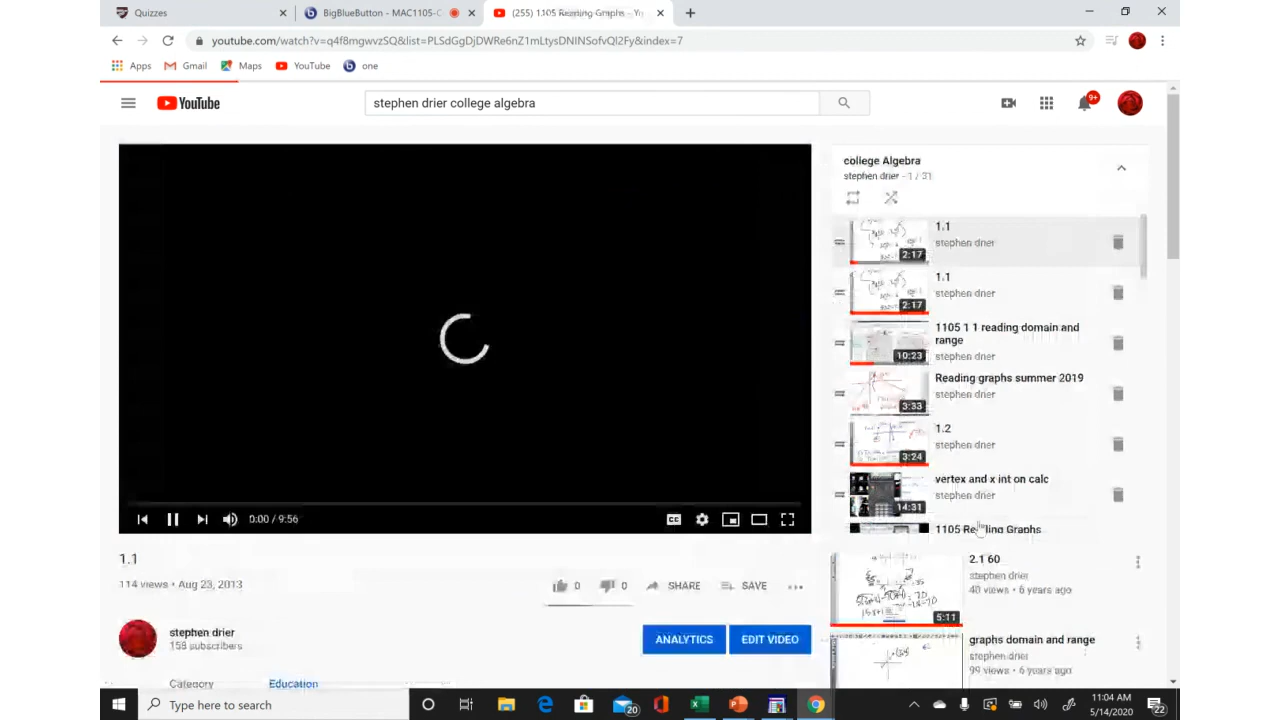 Quizzes
BigBlueButton - MAC1105-C
(255) 1105 Reading Graphs - Yo
youtube.com/watch?v=q4f8mgwvzSQ&list=PLSdGgDjDWRe6nZ1mLtysDNINSofvQl2Fy&index=7
Apps Gmail Maps YouTube one
YouTube
stephen drier college algebra
9+
college Algebra
stephen drier - 1 / 31
1.1
stephen drier
2:17
1.1
stephen drier
2:17
1105 1 1 reading domain and
range
stephen drier
10:23
Reading graphs summer 2019
stephen drier
3:33
1.2
stephen drier
3:24
vertex and x int on calc
stephen drier
14:31
1105 Reading Graphs
CC
0:00 / 9:56
1.1
114 views • Aug 23, 2013
0 0 SHARE SAVE
stephen drier
158 subscribers
ANALYTICS EDIT VIDEO
Category Education
2.1 60
stephen drier
40 views • 6 years ago
5:11
graphs domain and range
stephen drier
99 views • 6 years ago
Type here to search
20
11:04 AM
5/14/2020
22